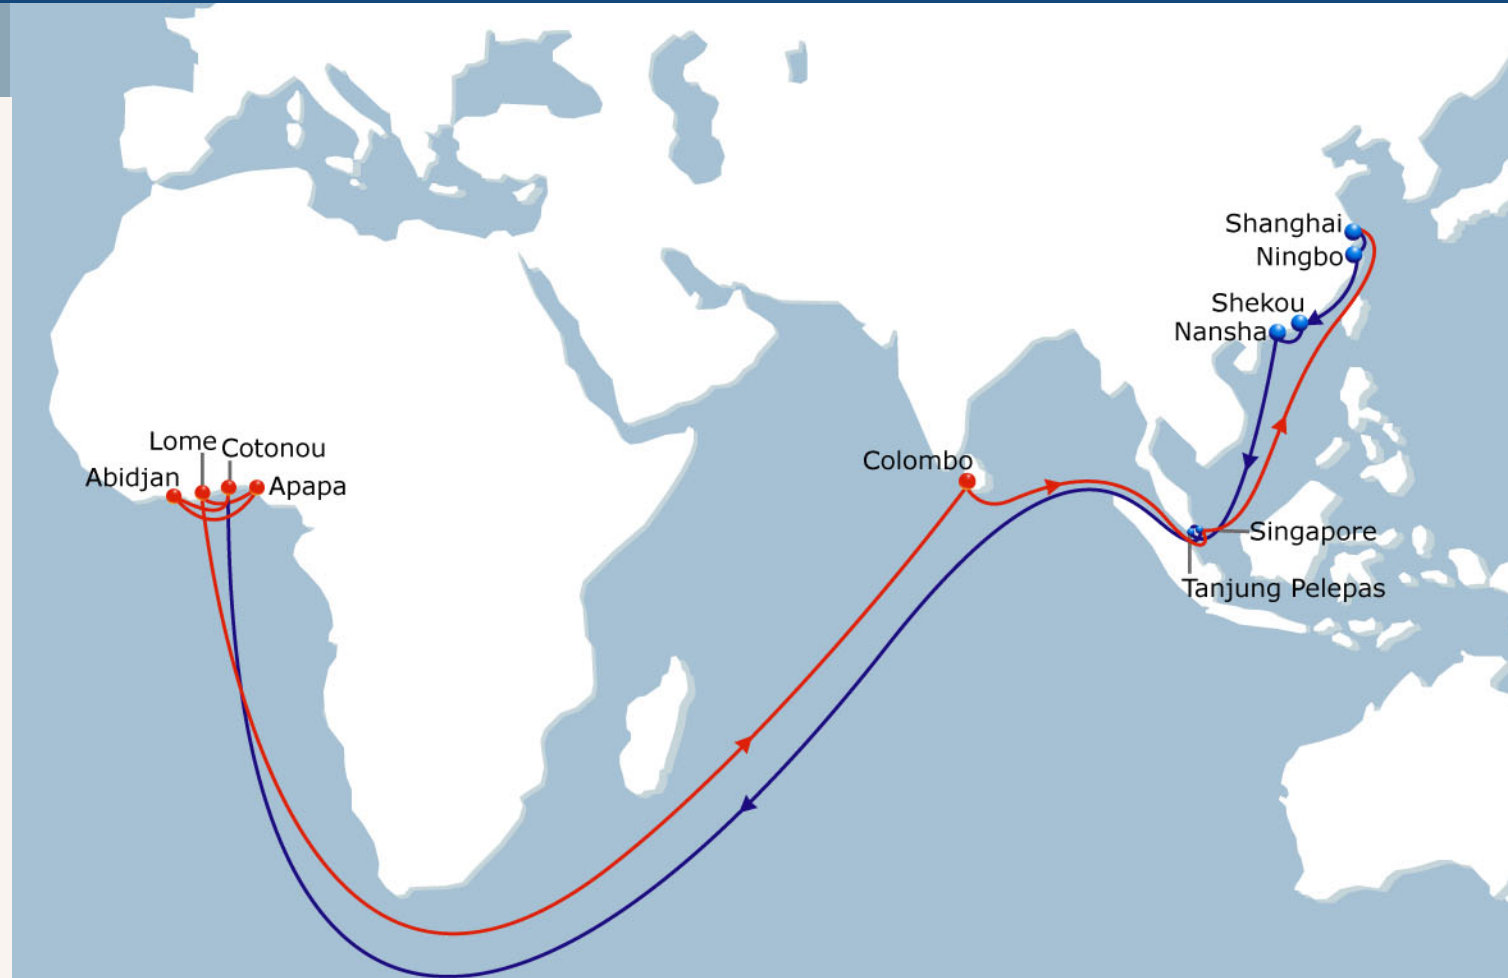 Shanghai
Ningbo
Shekou
Nansha
Lome
Cotonou
Abidjan
Apapa
Colombo
Singapore
Tanjung Pelepas